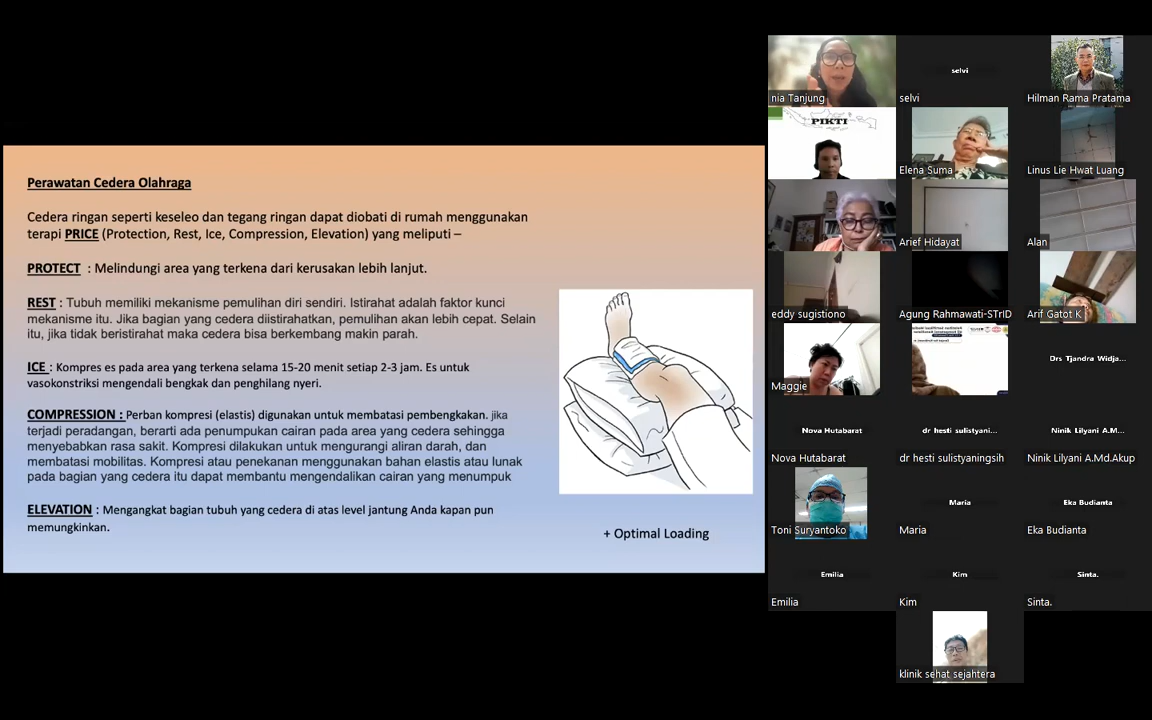 Perawatan Cedera Olahraga
Cedera ringan seperti keseleo dan tegang ringan dapat diobati di rumah menggunakan
terapi PRICE (Protection, Rest, Ice, Compression, Elevation) yang meliputi –
PROTECT : Melindungi area yang terkena dari kerusakan lebih lanjut.
REST : Tubuh memiliki mekanisme pemulihan diri sendiri. Istirahat adalah faktor kunci
mekanisme itu. Jika bagian yang cedera diistirahatkan, pemulihan akan lebih cepat. Selain
itu, jika tidak beristirahat maka cedera bisa berkembang makin parah.
ICE : Kompres es pada area yang terkena selama 15-20 menit setiap 2-3 jam. Es untuk
vasokonstriksi mengendali bengkak dan penghilang nyeri.
COMPRESSION : Perban kompresi (elastis) digunakan untuk membatasi pembengkakan. jika
terjadi peradangan, berarti ada penumpukan cairan pada area yang cedera sehingga
menyebabkan rasa sakit. Kompresi dilakukan untuk mengurangi aliran darah, dan
membatasi mobilitas. Kompresi atau penekanan menggunakan bahan elastis atau lunak
pada bagian yang cedera itu dapat membantu mengendalikan cairan yang menumpuk
ELEVATION : Mengangkat bagian tubuh yang cedera di atas level jantung Anda kapan pun
memungkinkan.
+ Optimal Loading
nia Tanjung
selvi
selvi
Hilman Rama Pratama
PIKTI
Elena Suma
Linus Lie Hwat Luang
Arief Hidayat
Alan
eddy sugistiono
Agung Rahmawati-STrID
Arif Gatot K
Maggie
Drs Tjandra Widja...
Nova Hutabarat
Nova Hutabarat
dr hesti sulistyani...
dr hesti sulistyaningsih
Ninik Lilyani A.M...
Ninik Lilyani A.Md.Akup
Toni Suryantoko
Maria
Maria
Eka Budianta
Eka Budianta
Emilia
Emilia
Kim
Kim
Sinta.
Sinta.
klinik sehat sejahtera